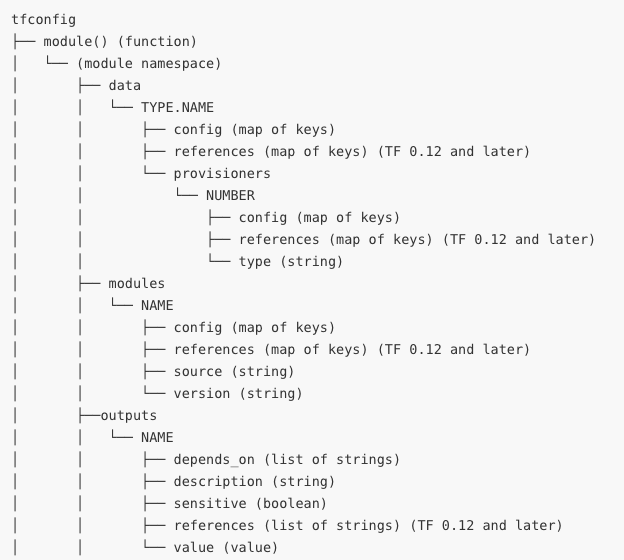 tfconfig
├── module() (function)
│   └── (module namespace)
│       ├── data
│       │   └── TYPE.NAME
│       │       ├── config (map of keys)
│       │       ├── references (map of keys) (TF 0.12 and later)
│       │       └── provisioners
│       │           └── NUMBER
│       │               ├── config (map of keys)
│       │               ├── references (map of keys) (TF 0.12 and later)
│       │               └── type (string)
│       ├── modules
│       │   └── NAME
│       │       ├── config (map of keys)
│       │       ├── references (map of keys) (TF 0.12 and later)
│       │       ├── source (string)
│       │       └── version (string)
│       ├──outputs
│       │   └── NAME
│       │       ├── depends_on (list of strings)
│       │       ├── description (string)
│       │       ├── sensitive (boolean)
│       │       ├── references (list of strings) (TF 0.12 and later)
│       │       └── value (value)